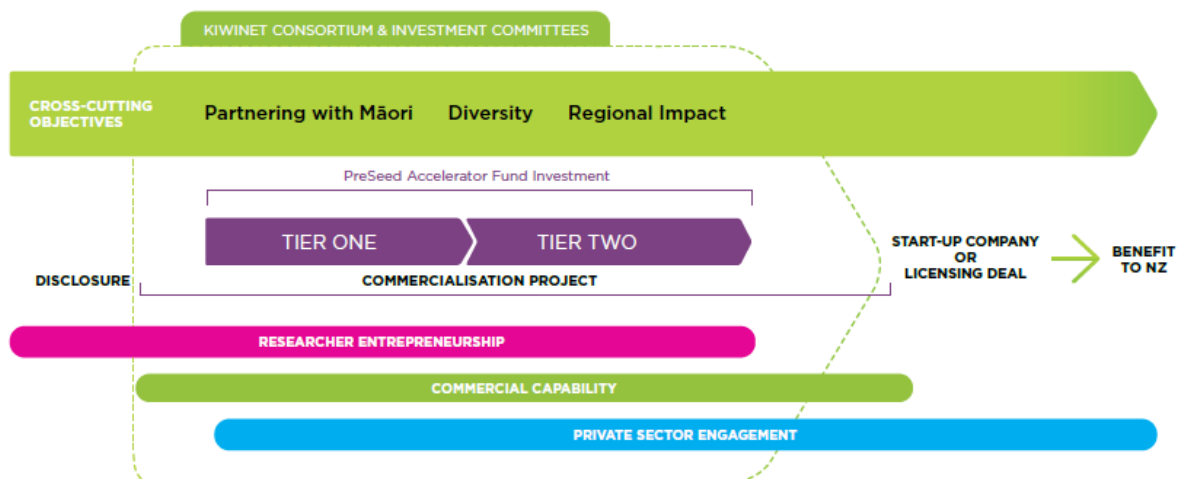 KIWINET CONSORTIUM & INVESTMENT COMMITTEES
CROSS-CUTTING
OBJECTIVES
Partnering with Māori
Diversity
Regional Impact
PreSeed Accelerator Fund Investment
TIER ONE
TIER TWO
DISCLOSURE
COMMERCIALISATION PROJECT
START-UP COMPANY
OR
LICENSING DEAL
BENEFIT
TO NZ
RESEARCHER ENTREPRENEURSHIP
COMMERCIAL CAPABILITY
PRIVATE SECTOR ENGAGEMENT